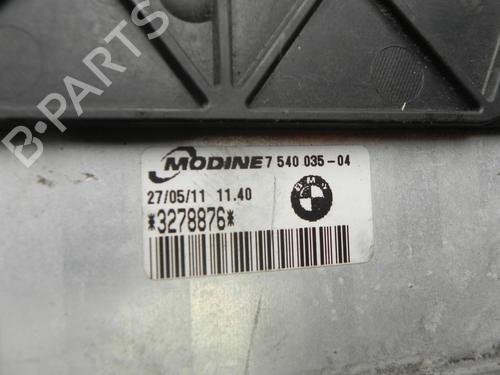 B-PARTS
MODINE 7 540 035-04
27/05/11 11.40
BMW
*3278876*